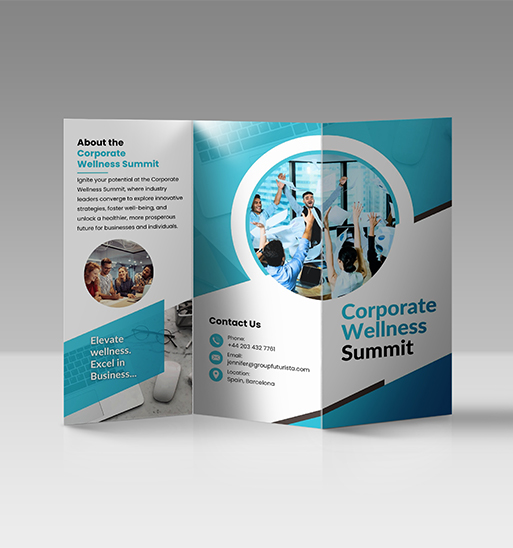 About the
Corporate
Wellness Summit
Ignite your potential at the Corporate
Wellness Summit, where industry
leaders converge to explore innovative
strategies, foster well-being, and
unlock a healthier, more prosperous
future for businesses and individuals.
Elevate
wellness.
Excel in
Business...
Contact Us
Phone:
+44 203 432 7761
Email:
jennifer@groupfuturista.com
Location:
Spain, Barcelona
Corporate
Wellness
Summit